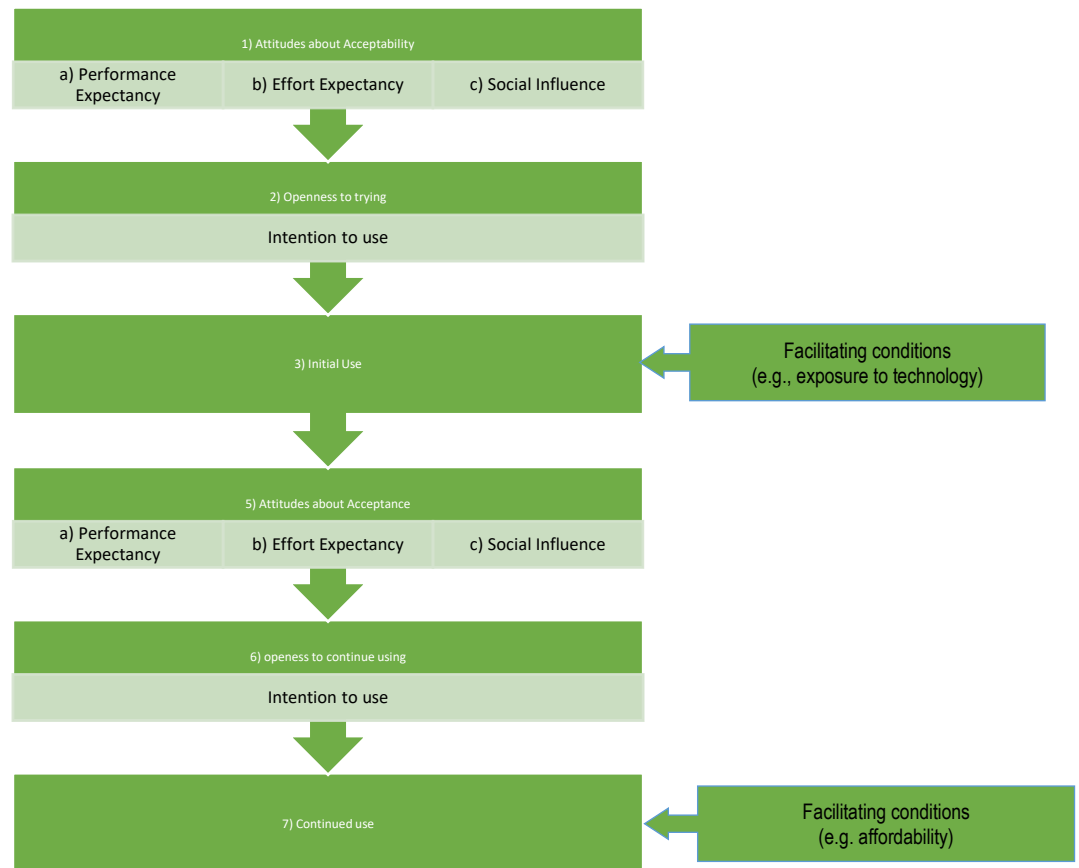 1) Attitudes about Acceptability
a) Performance
Expectancy
b) Effort Expectancy
c) Social Influence
2) Openness to trying
Intention to use
3) Initial Use
Facilitating conditions
(e.g., exposure to technology)
5) Attitudes about Acceptance
a) Performance
Expectancy
b) Effort Expectancy
c) Social Influence
6) openess to continue using
Intention to use
7) Continued use
Facilitating conditions
(e.g. affordability)